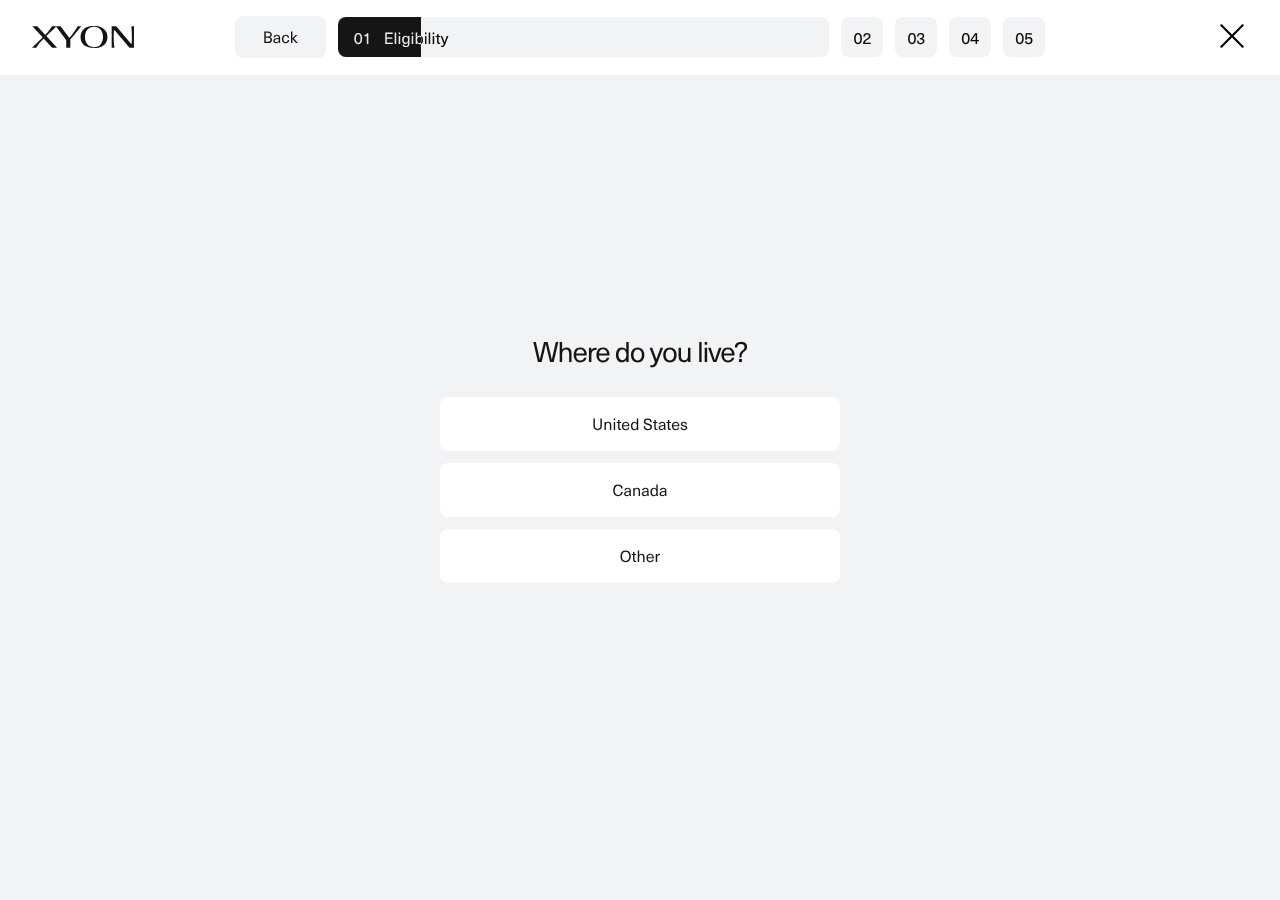 XYON
Back
01 Eligibility
02
03
04
05
Where do you live?
United States
Canada
Other